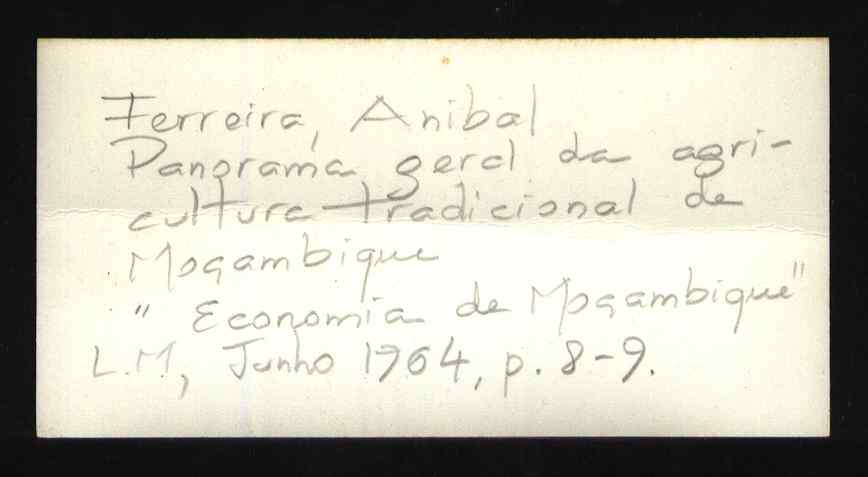 Ferreira, Anibal
Panorama geral da agri-
cultura tradicional de
Moçambique
" Economia de Moçambique"
L.M, Junho 1964, p. 8-9.